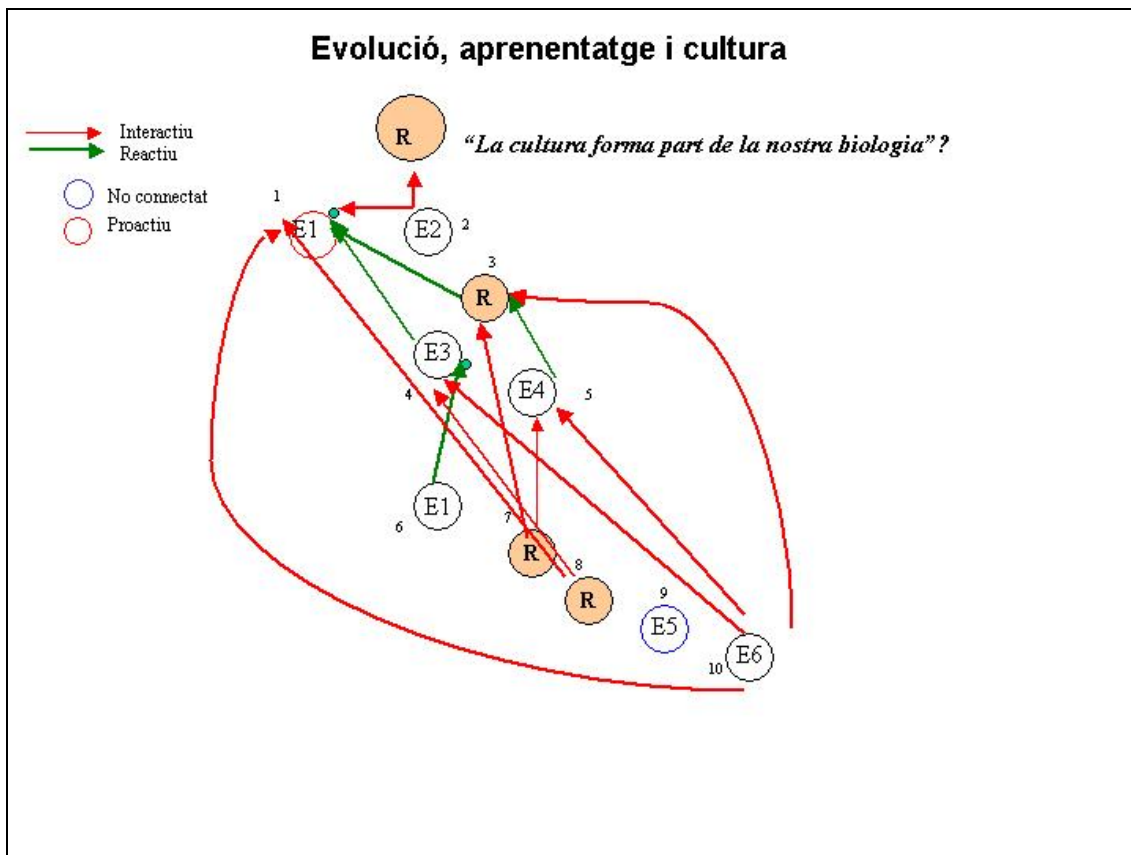 Evolució, aprenentatge i cultura
Interactiu
Reactiu
No connectat
Proactiu
R
“La cultura forma part de la nostra biologia”?
1
E1
E2
2
3
R
E3
4
E4
5
E1
6
7
R
8
R
9
E5
10
E6